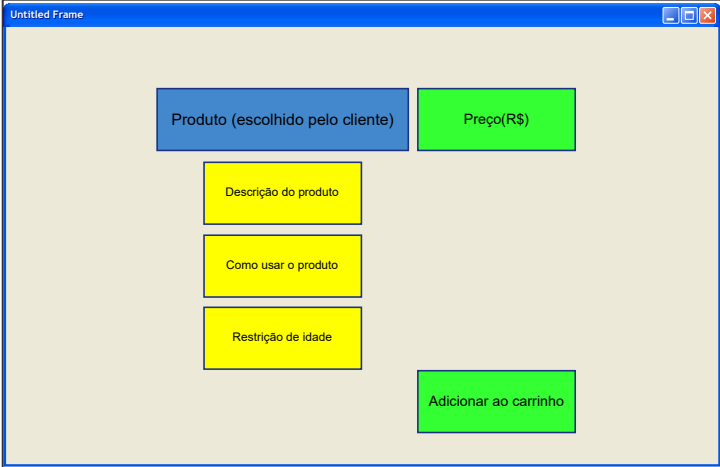 Untitled Frame
Produto (escolhido pelo cliente)
Preço(R$)
Descrição do produto
Como usar o produto
Restrição de idade
Adicionar ao carrinho